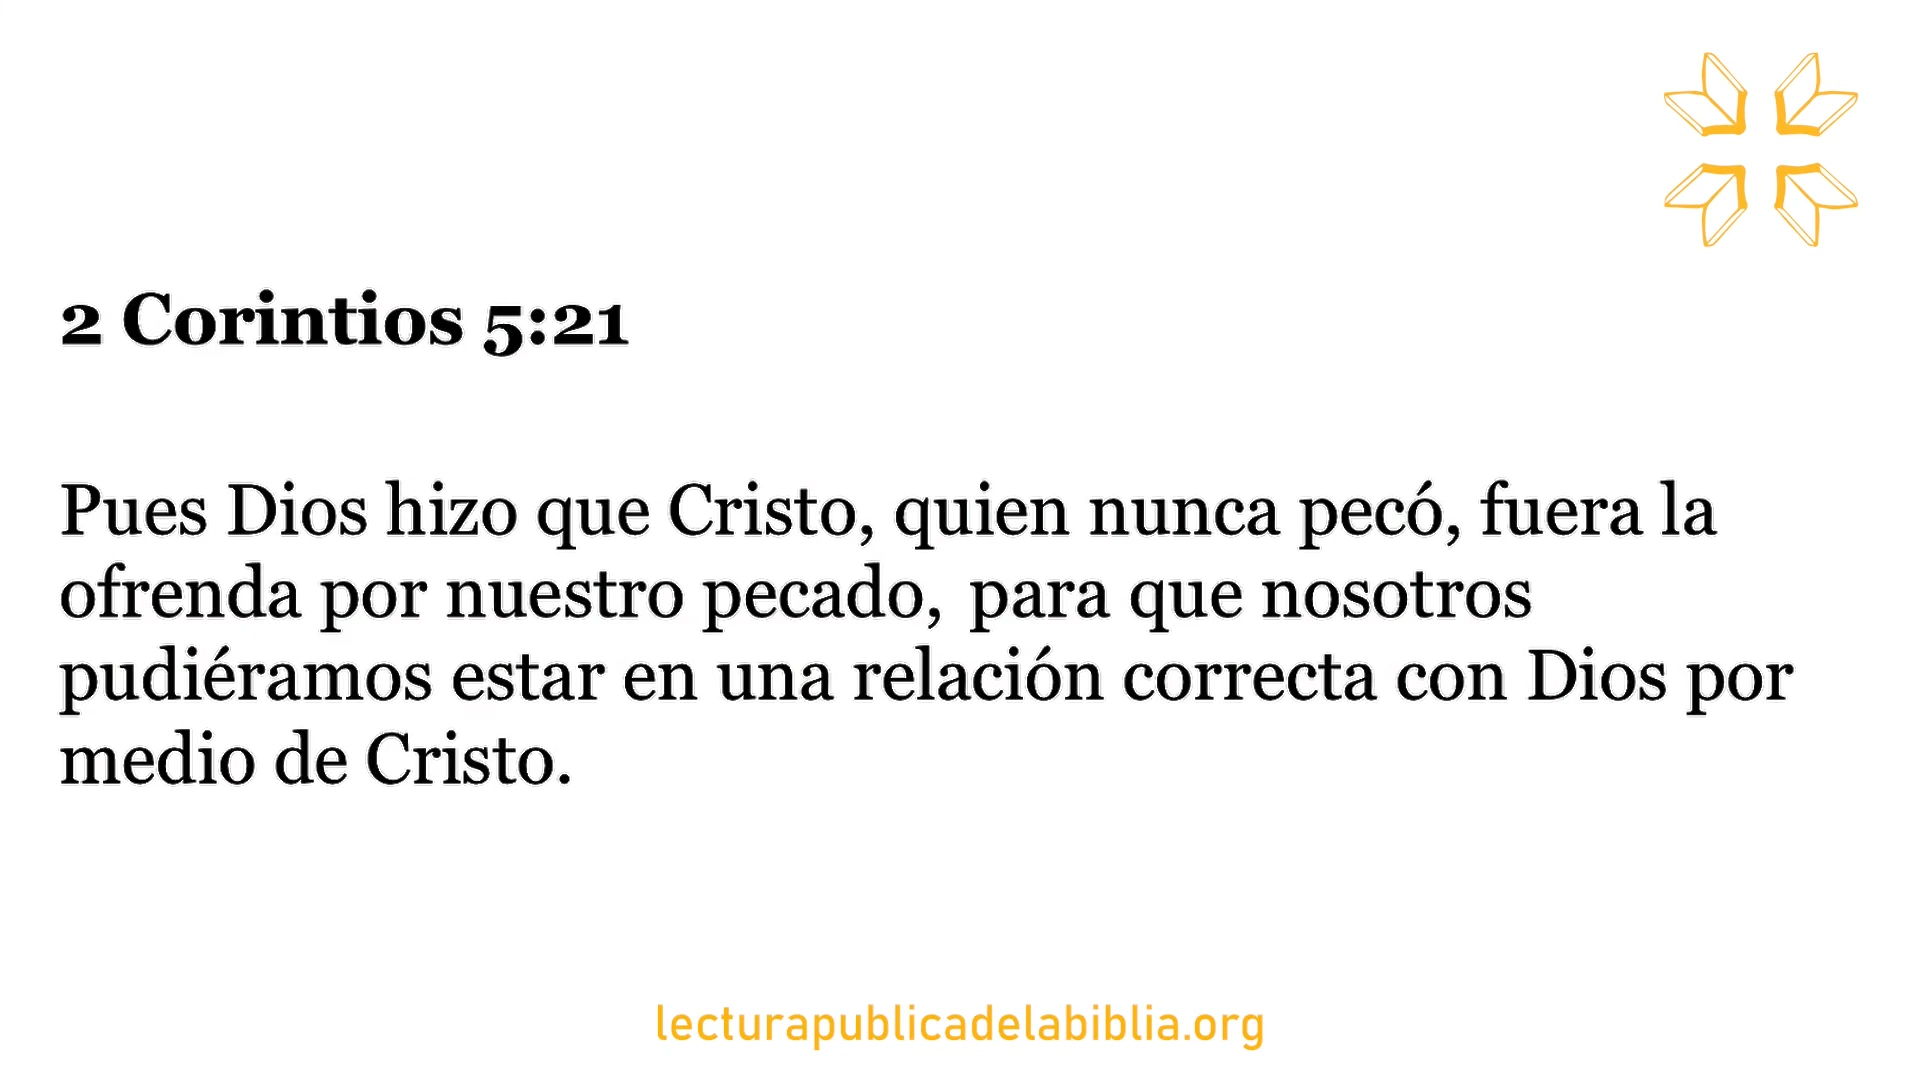 2 Corintios 5:21
Pues Dios hizo que Cristo, quien nunca pecó, fuera la
ofrenda por nuestro pecado, para que nosotros
pudiéramos estar en una relación correcta con Dios por
medio de Cristo.
lecturapublicadelabiblia.org